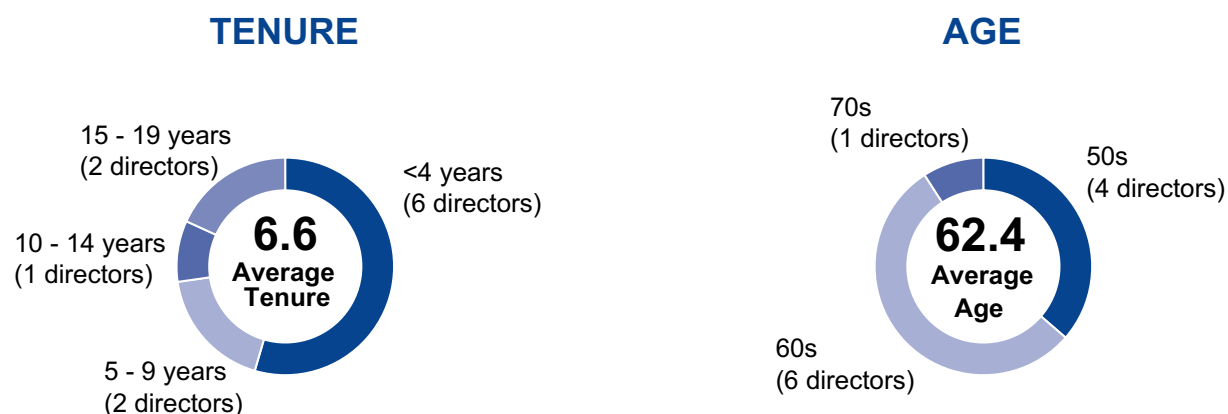 TENURE
15 - 19 years
(2 directors)
<4 years
(6 directors)
10 - 14 years
(1 directors)
6.6
Average
Tenure
5 - 9 years
(2 directors)
AGE
70s
(1 directors)
50s
(4 directors)
62.4
Average
Age
60s
(6 directors)